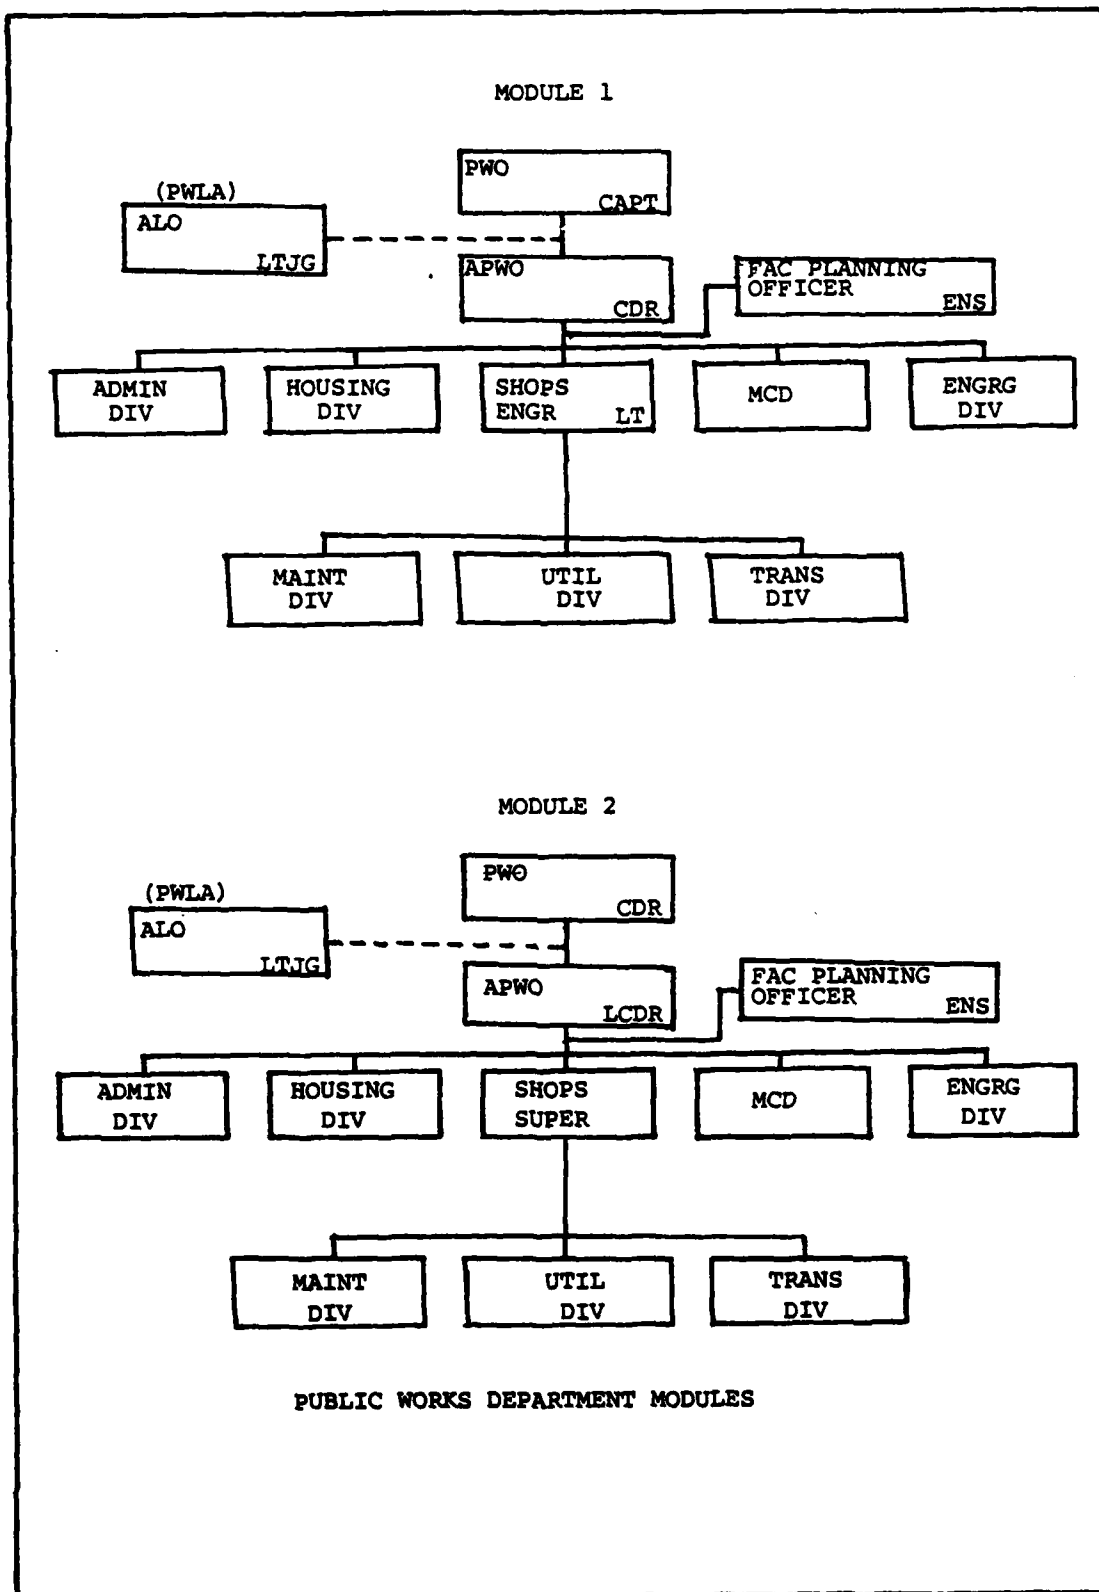 MODULE 1
PWO
CAPT
(PWLA)
ALO
LTJG
APWO
CDR
FAC PLANNING
OFFICER
ENS
ADMIN
DIV
HOUSING
DIV
SHOPS
ENGR LT
MCD
ENGRG
DIV
MAINT
DIV
UTIL
DIV
TRANS
DIV
MODULE 2
PWO
CDR
(PWLA)
ALO
LTJG
APWO
LCDR
FAC PLANNING
OFFICER
ENS
ADMIN
DIV
HOUSING
DIV
SHOPS
SUPER
MCD
ENGRG
DIV
MAINT
DIV
UTIL
DIV
TRANS
DIV
PUBLIC WORKS DEPARTMENT MODULES